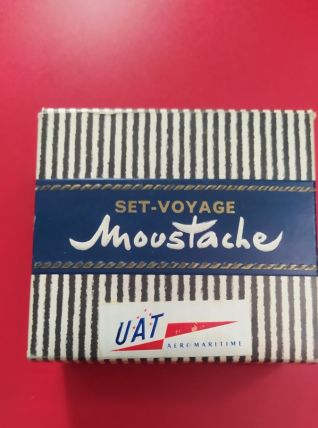 SET-VOYAGE
Moustache
UAT
AEROMARITIME